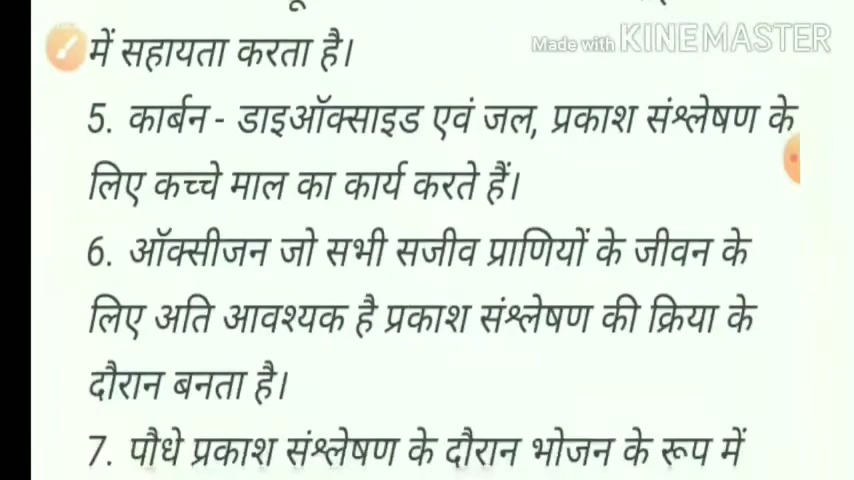 में सहायता करता है।
Made with KINEMASTER
5. कार्बन - डाइऑक्साइड एवं जल, प्रकाश संश्लेषण के
लिए कच्चे माल का कार्य करते हैं।
6. ऑक्सीजन जो सभी सजीव प्राणियों के जीवन के
लिए अति आवश्यक है प्रकाश संश्लेषण की क्रिया के
दौरान बनता है।
7. पौधे प्रकाश संश्लेषण के दौरान भोजन के रूप में